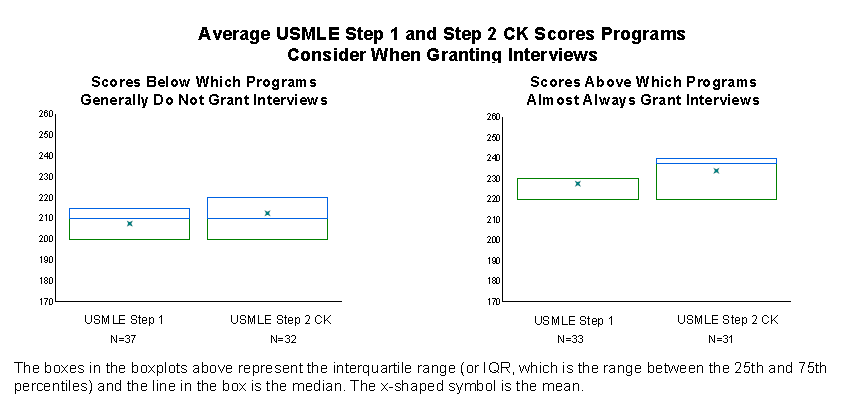 Average USMLE Step 1 and Step 2 CK Scores Programs
Consider When Granting Interviews
Scores Below Which Programs
Generally Do Not Grant Interviews
260
250
240
230
220
210
200
190
180
170
USMLE Step 1
USMLE Step 2 CK
N=37
N=32
Scores Above Which Programs
Almost Always Grant Interviews
260
250
240
230
220
210
200
190
180
170
USMLE Step 1
USMLE Step 2 CK
N=33
N=31
The boxes in the boxplots above represent the interquartile range (or IQR, which is the range between the 25th and 75th
percentiles) and the line in the box is the median. The x-shaped symbol is the mean.